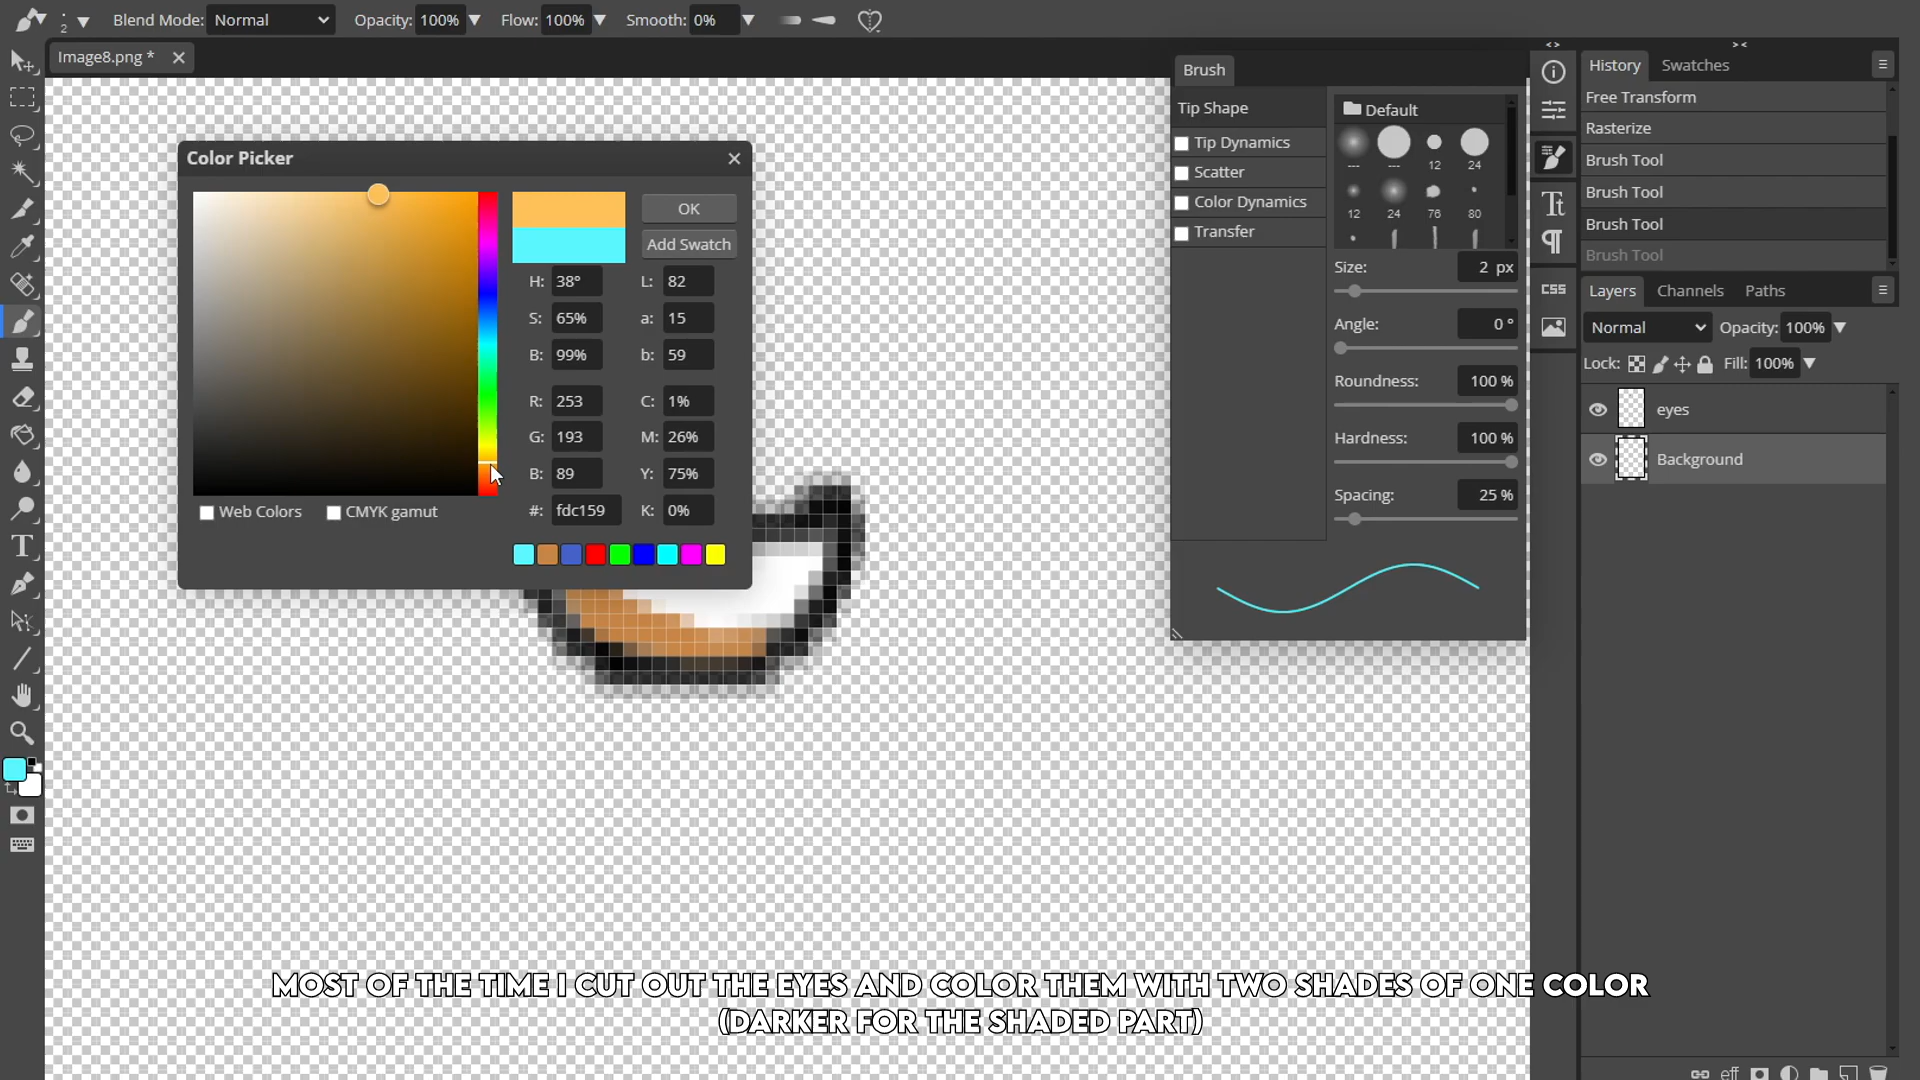 2 Blend Mode: Normal Opacity: 100% Flow: 100% Smooth: 0%
Image8.png *
Color Picker
OK
Add Swatch
H: 38° L: 82
S: 65% a: 15
B: 99% b: 59
R: 253 C: 1%
G: 193 M: 26%
B: 89 Y: 75%
#: fdc159 K: 0%
Web Colors CMYK gamut
Brush
Tip Shape
Tip Dynamics
Scatter
Color Dynamics
Transfer
Default
--- --- 12 24
12 24 76 80
Size: 2 px
Angle: 0 °
Roundness: 100 %
Hardness: 100 %
Spacing: 25 %
CSS
History Swatches
Free Transform
Rasterize
Brush Tool
Brush Tool
Brush Tool
Brush Tool
Layers Channels Paths
Normal Opacity: 100%
Lock: Fill: 100%
eyes
Background
eff
MOST OF THE TIME I CUT OUT THE EYES AND COLOR THEM WITH TWO SHADES OF ONE COLOR
(DARKER FOR THE SHADED PART)